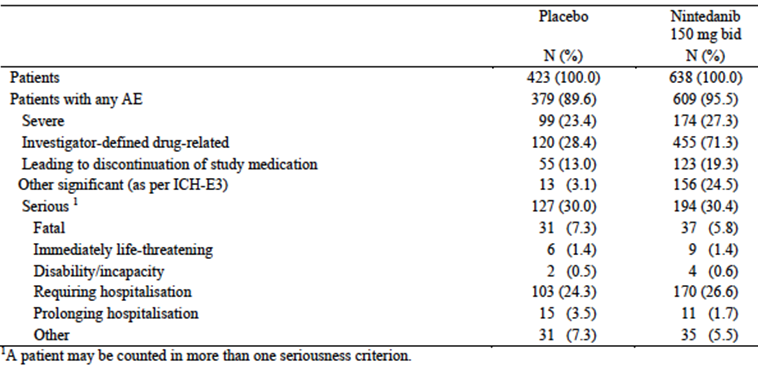 Placebo Nintedanib
150 mg bid
N (%) N (%)
Patients 423 (100.0) 638 (100.0)
Patients with any AE 379 (89.6) 609 (95.5)
Severe 99 (23.4) 174 (27.3)
Investigator-defined drug-related 120 (28.4) 455 (71.3)
Leading to discontinuation of study medication 55 (13.0) 123 (19.3)
Other significant (as per ICH-E3) 13 (3.1) 156 (24.5)
Serious 1 127 (30.0) 194 (30.4)
Fatal 31 (7.3) 37 (5.8)
Immediately life-threatening 6 (1.4) 9 (1.4)
Disability/incapacity 2 (0.5) 4 (0.6)
Requiring hospitalisation 103 (24.3) 170 (26.6)
Prolonging hospitalisation 15 (3.5) 11 (1.7)
Other 31 (7.3) 35 (5.5)
1A patient may be counted in more than one seriousness criterion.